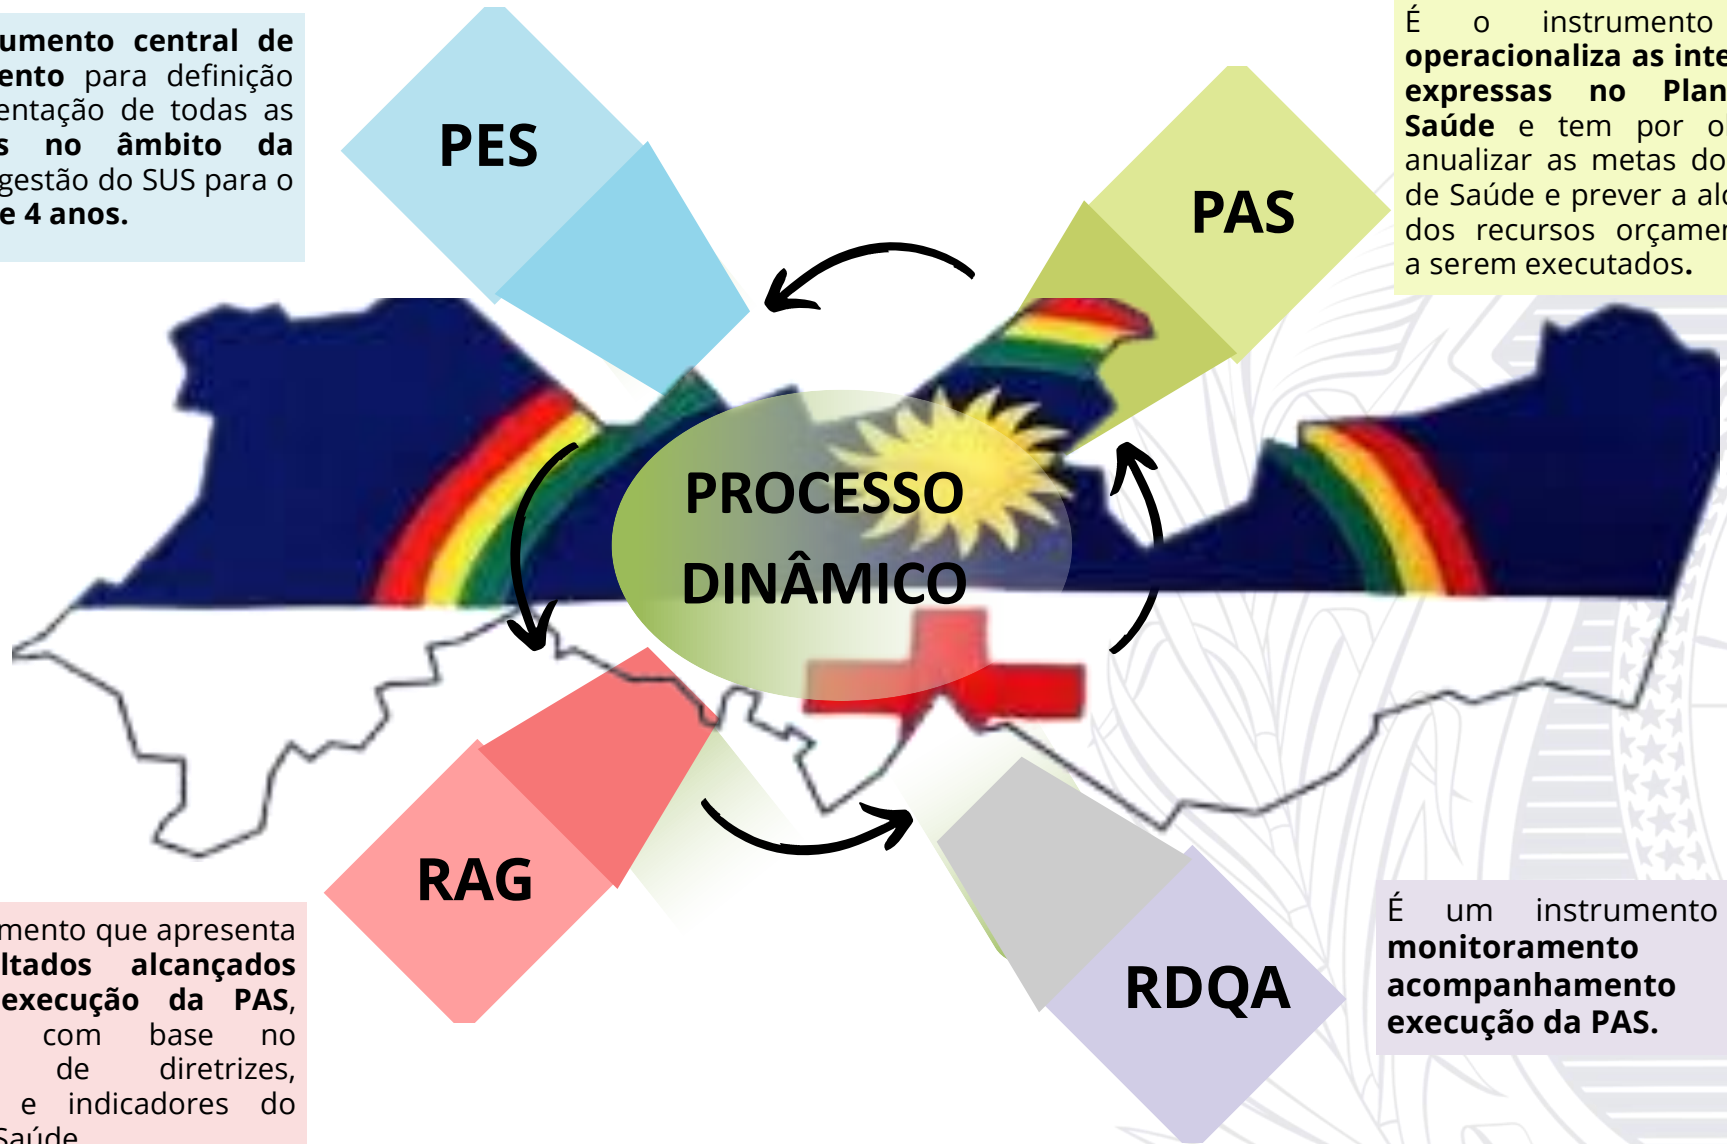 umento central de
ento para definição
entação de todas as
s no âmbito da
gestão do SUS para o
e 4 anos.
PES
PAS
É o instrumento
operacionaliza as inte
expressas no Plan
Saúde e tem por o
anualizar as metas do
de Saúde e prever a alo
dos recursos orçamen
a serem executados.
PROCESSO
DINÂMICO
RAG
mento que apresenta
ltados alcançados
execução da PAS,
com base no
de diretrizes,
e indicadores do
Saúde
RDQA
É um instrumento
monitoramento
acompanhamento
execução da PAS.